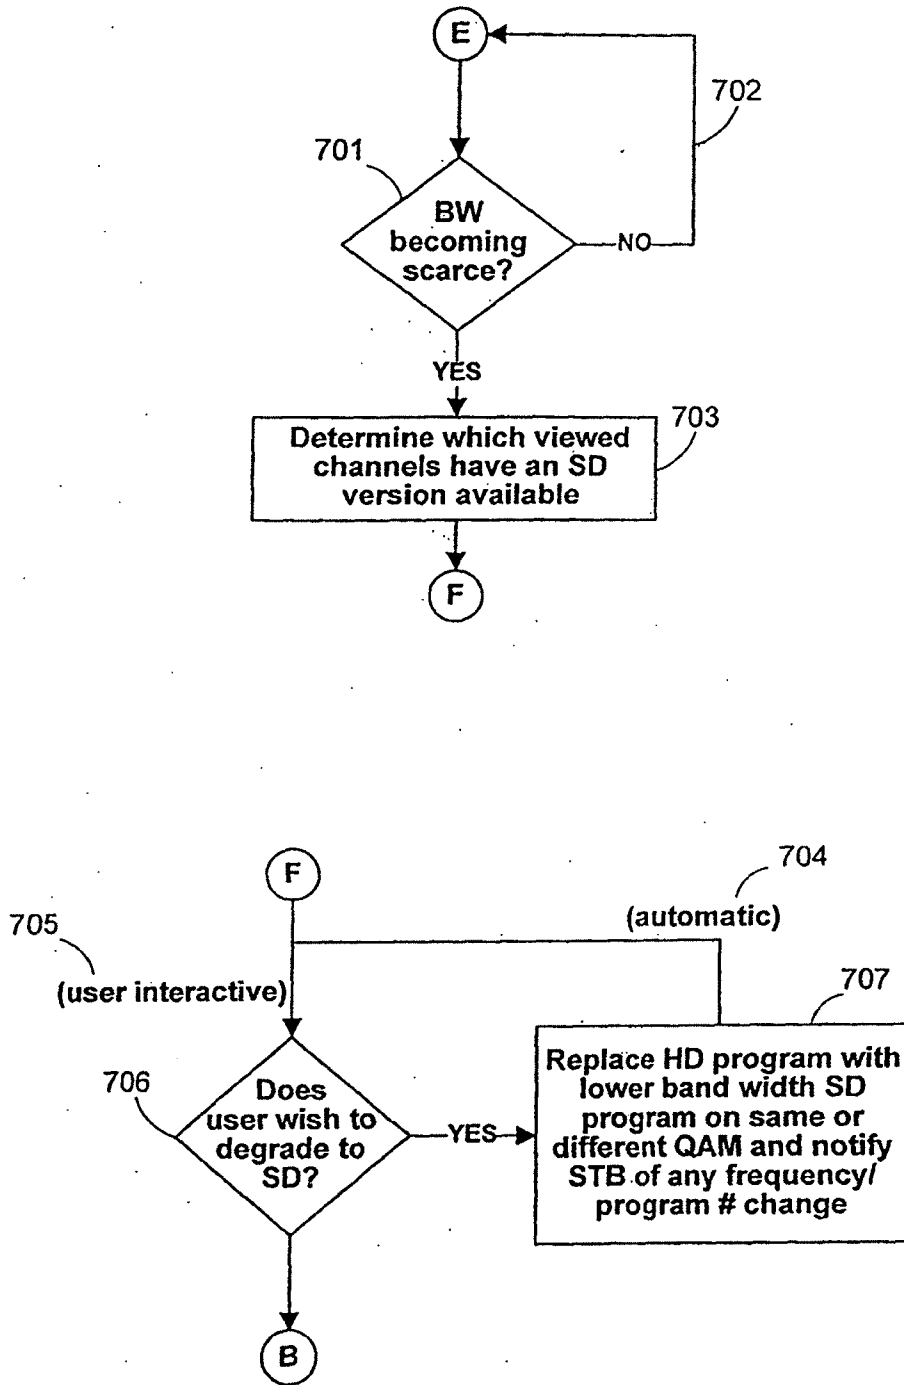 E
702
701
BW
becoming
scarce?
NO
YES
703
Determine which viewed
channels have an SD
version available
F
F
704
(automatic)
705
(user interactive)
707
706
Does
user wish to
degrade to
SD?
YES
Replace HD program with
lower band width SD
program on same or
different QAM and notify
STB of any frequency/
program # change
B